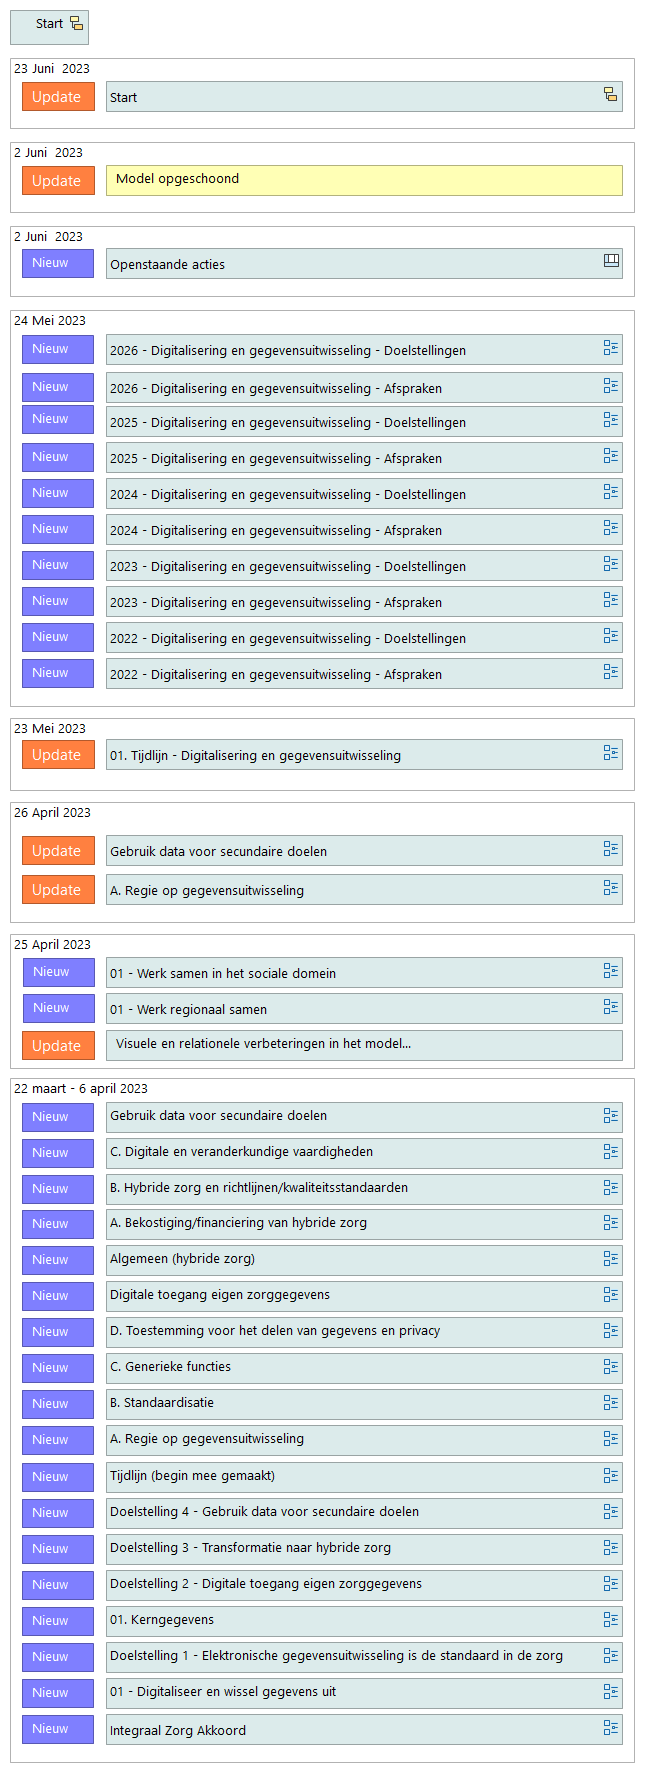 Start
23 Juni 2023
Update
Start
2 Juni 2023
Update
Model opgeschoond
2 Juni 2023
Nieuw
Openstaande acties
24 Mei 2023
Nieuw
2026 - Digitalisering en gegevensuitwisseling - Doelstellingen
Nieuw
2026 - Digitalisering en gegevensuitwisseling - Afspraken
Nieuw
2025 - Digitalisering en gegevensuitwisseling - Doelstellingen
Nieuw
2025 - Digitalisering en gegevensuitwisseling - Afspraken
Nieuw
2024 - Digitalisering en gegevensuitwisseling - Doelstellingen
Nieuw
2024 - Digitalisering en gegevensuitwisseling - Afspraken
Nieuw
2023 - Digitalisering en gegevensuitwisseling - Doelstellingen
Nieuw
2023 - Digitalisering en gegevensuitwisseling - Afspraken
Nieuw
2022 - Digitalisering en gegevensuitwisseling - Doelstellingen
Nieuw
2022 - Digitalisering en gegevensuitwisseling - Afspraken
23 Mei 2023
Update
01. Tijdlijn - Digitalisering en gegevensuitwisseling
26 April 2023
Update
Gebruik data voor secundaire doelen
Update
A. Regie op gegevensuitwisseling
25 April 2023
Nieuw
01 - Werk samen in het sociale domein
Nieuw
01 - Werk regionaal samen
Update
Visuele en relationele verbeteringen in het model...
22 maart - 6 april 2023
Nieuw
Gebruik data voor secundaire doelen
Nieuw
C. Digitale en veranderkundige vaardigheden
Nieuw
B. Hybride zorg en richtlijnen/kwaliteitsstandaarden
Nieuw
A. Bekostiging/financiering van hybride zorg
Nieuw
Algemeen (hybride zorg)
Nieuw
Digitale toegang eigen zorggegevens
Nieuw
D. Toestemming voor het delen van gegevens en privacy
Nieuw
C. Generieke functies
Nieuw
B. Standaardisatie
Nieuw
A. Regie op gegevensuitwisseling
Nieuw
Tijdlijn (begin mee gemaakt)
Nieuw
Doelstelling 4 - Gebruik data voor secundaire doelen
Nieuw
Doelstelling 3 - Transformatie naar hybride zorg
Nieuw
Doelstelling 2 - Digitale toegang eigen zorggegevens
Nieuw
01. Kerngegevens
Nieuw
Doelstelling 1 - Elektronische gegevensuitwisseling is de standaard in de zorg
Nieuw
01 - Digitaliseer en wissel gegevens uit
Nieuw
Integraal Zorg Akkoord